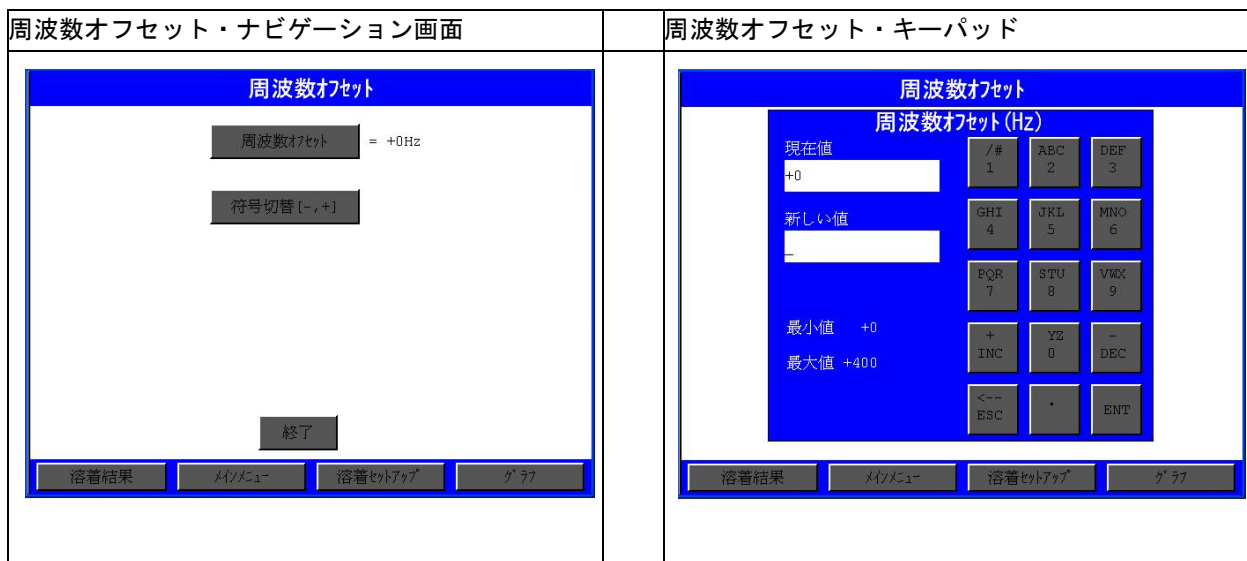 周波数オフセット・ナビゲーション画面
周波数ｵﾌｾｯﾄ
周波数ｵﾌｾｯﾄ = +0Hz
符号切替[-,+]
終了
溶着結果 ﾒｲﾝﾒﾆｭｰ 溶着ｾｯﾄｱｯﾌﾟ ｸﾞﾗﾌ
周波数オフセット・キーパッド
周波数ｵﾌｾｯﾄ
周波数ｵﾌｾｯﾄ(Hz)
現在値
+0
新しい値
_
最小値 +0
最大値 +400
/# ABC DEF
1 2 3
GHI JKL MNO
4 5 6
PQR STU VWX
7 8 9
+ YZ -
INC 0 DEC
<-- .
ESC ENT
溶着結果 ﾒｲﾝﾒﾆｭｰ 溶着ｾｯﾄｱｯﾌﾟ ｸﾞﾗﾌ